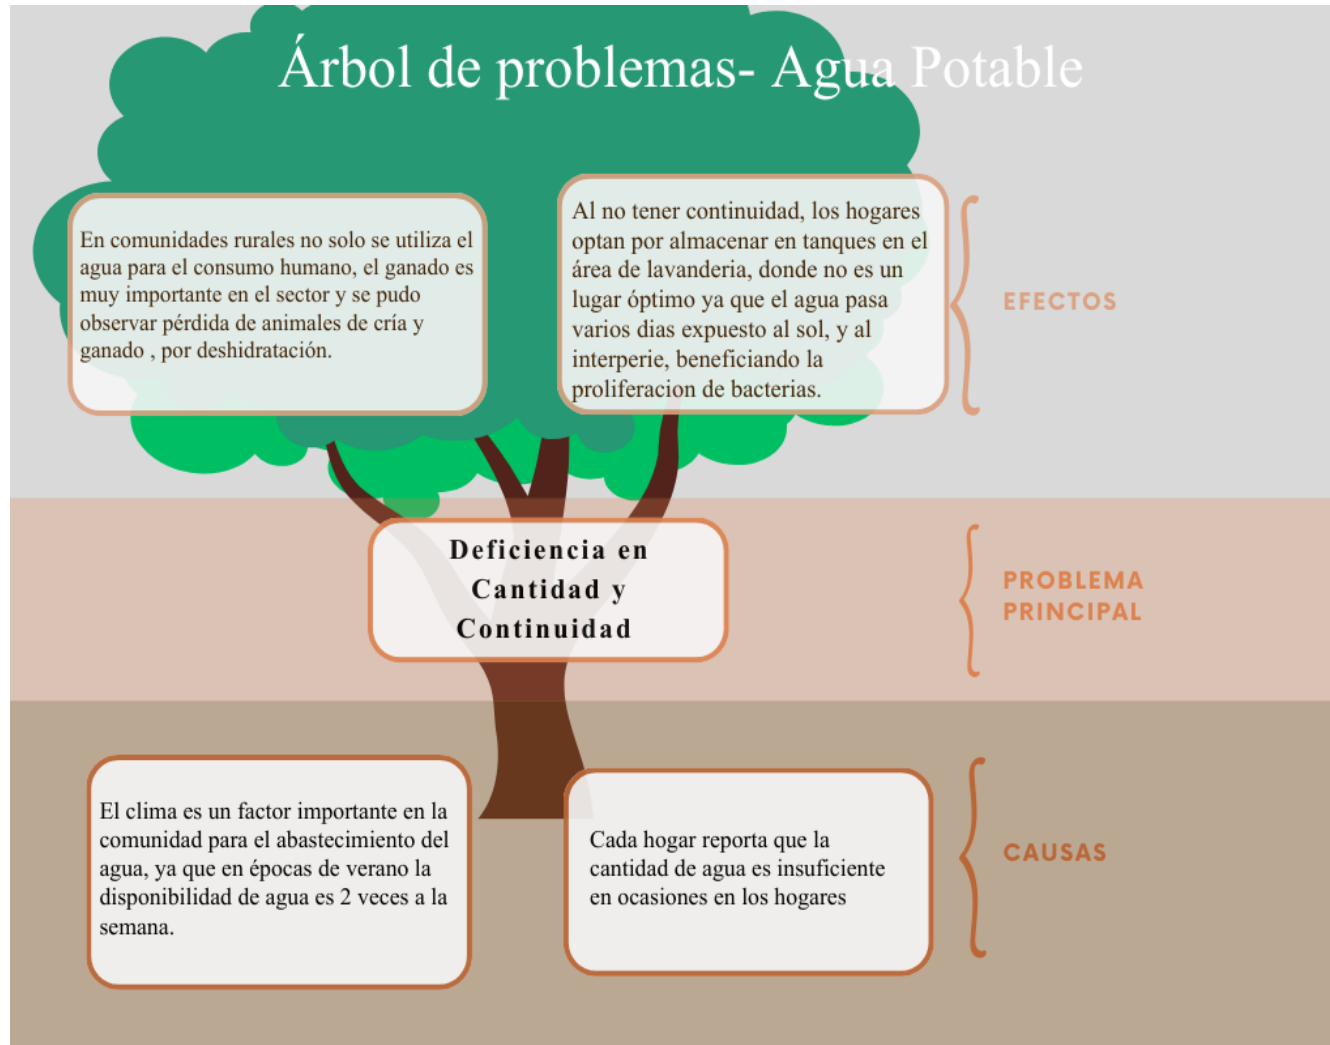 Árbol de problemas- Agua Potable
En comunidades rurales no solo se utiliza el
agua para el consumo humano, el ganado es
muy importante en el sector y se pudo
observar pérdida de animales de cría y
ganado , por deshidratación.
Al no tener continuidad, los hogares
optan por almacenar en tanques en el
área de lavanderia, donde no es un
lugar óptimo ya que el agua pasa
varios dias expuesto al sol, y al
interperie, beneficiando la
proliferacion de bacterias.
EFECTOS
Deficiencia en
Cantidad y
Continuidad
PROBLEMA
PRINCIPAL
El clima es un factor importante en la
comunidad para el abastecimiento del
agua, ya que en épocas de verano la
disponibilidad de agua es 2 veces a la
semana.
Cada hogar reporta que la
cantidad de agua es insuficiente
en ocasiones en los hogares
CAUSAS